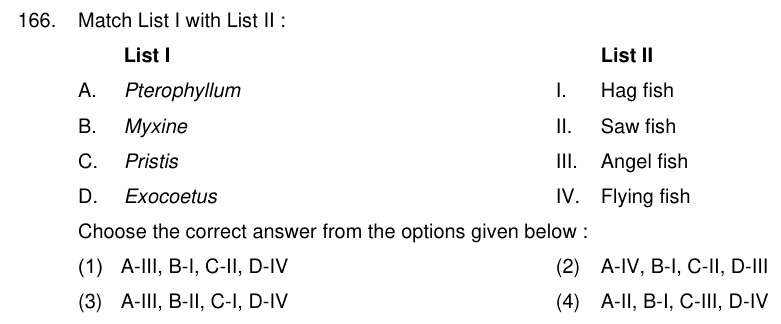 166. Match List I with List II :
List I List II
A. Pterophyllum I. Hag fish
B. Myxine II. Saw fish
C. Pristis III. Angel fish
D. Exocoetus IV. Flying fish
Choose the correct answer from the options given below :
(1) A-III, B-I, C-II, D-IV (2) A-IV, B-I, C-II, D-III
(3) A-III, B-II, C-I, D-IV (4) A-II, B-I, C-III, D-IV